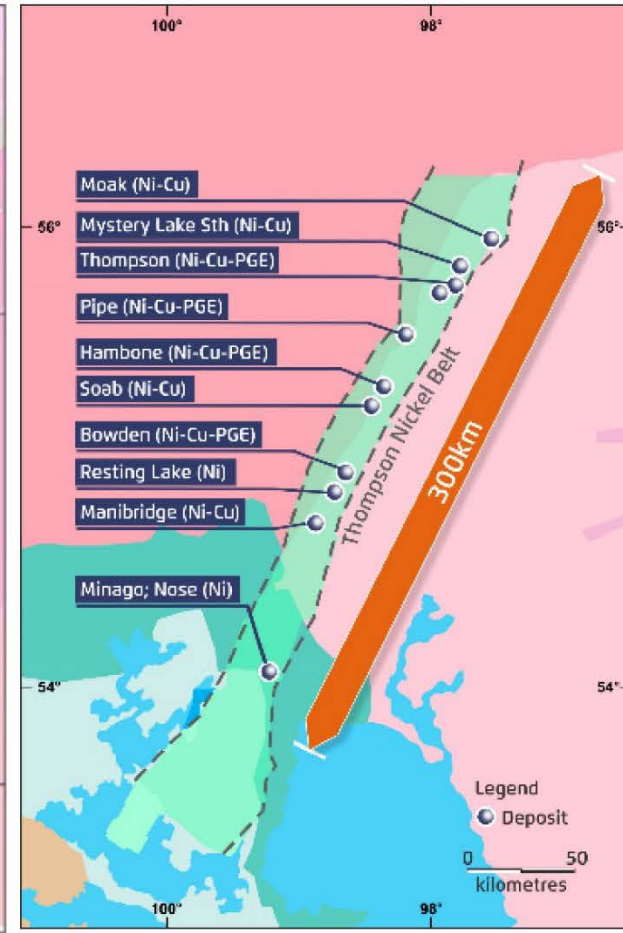 100°
98°
Moak (Ni-Cu)
56°
56°
Mystery Lake Sth (Ni-Cu)
Thompson (Ni-Cu-PGE)
Pipe (Ni-Cu-PGE)
Hambone (Ni-Cu-PGE)
Soab (Ni-Cu)
Thompson Nickel Belt
300km
Bowden (Ni-Cu-PGE)
Resting Lake (Ni)
Manibridge (Ni-Cu)
Minago; Nose (Ni)
54°
54°
Legend
Deposit
0 50
kilometres
100°
98°